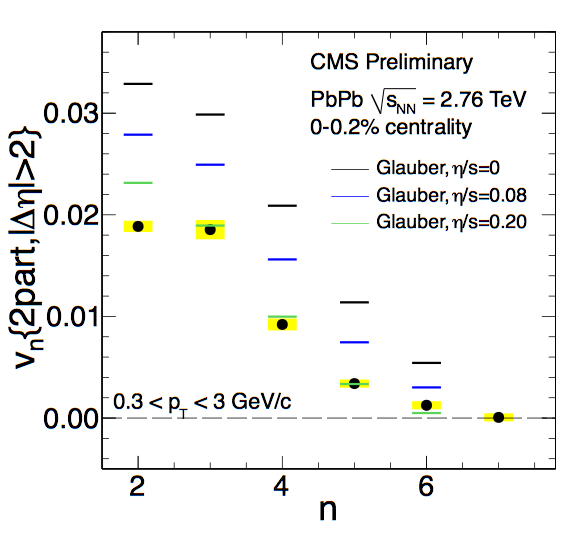 CMS Preliminary
PbPb √sNN = 2.76 TeV
0-0.2% centrality
Glauber, η/s=0
Glauber, η/s=0.08
Glauber, η/s=0.20
vn{2part,|Δη|>2}
0.03
0.02
0.01
0.00
0.3 < pT < 3 GeV/c
2 4 6
n